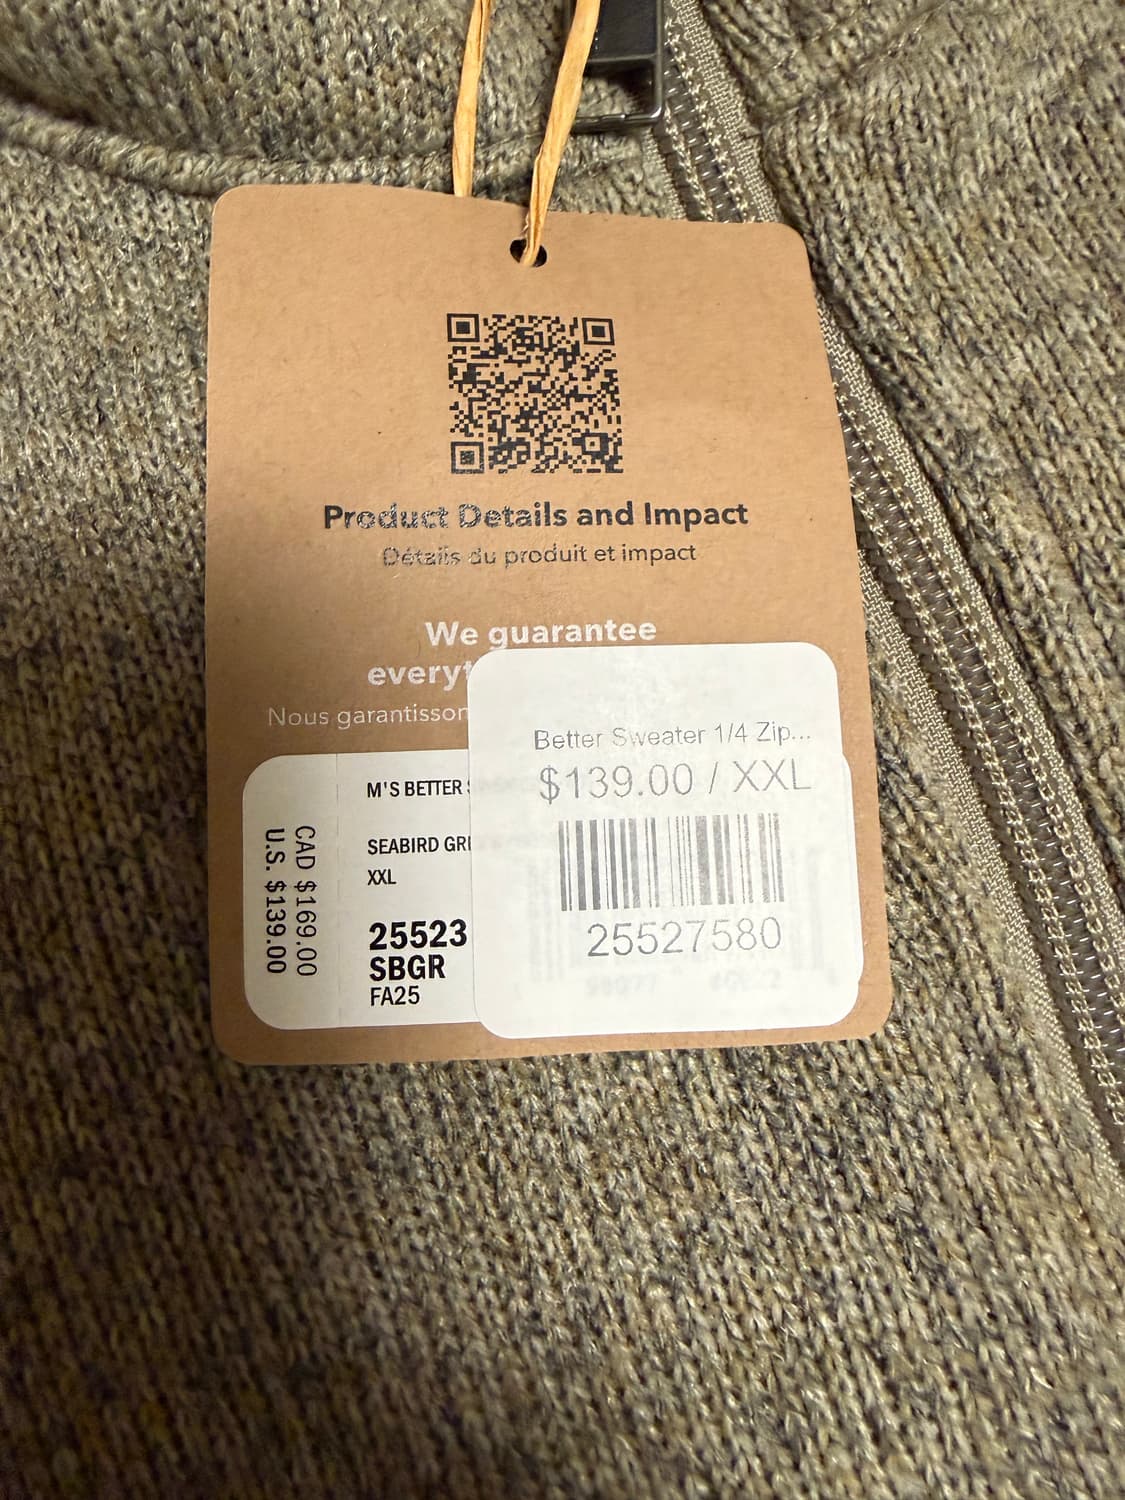 Product Details and Impact
Détails du produit et impact
We guarantee
everyt
Nous garantisson
Better Sweater 1/4 Zip...
$139.00 / XXL
25527580
M'S BETTER
SEABIRD GR
XXL
25523
SBGR
FA25
CAD $169.00
U.S. $139.00